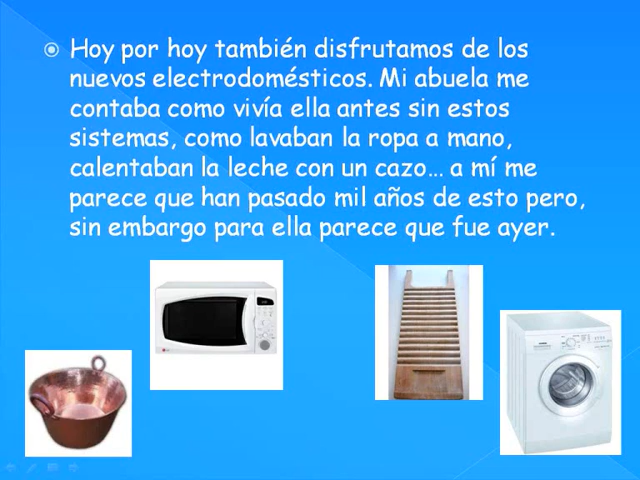 Hoy por hoy también disfrutamos de los
nuevos electrodomésticos. Mi abuela me
contaba como vivía ella antes sin estos
sistemas, como lavaban la ropa a mano,
calentaban la leche con un cazo... a mí me
parece que han pasado mil años de esto pero,
sin embargo para ella parece que fue ayer.